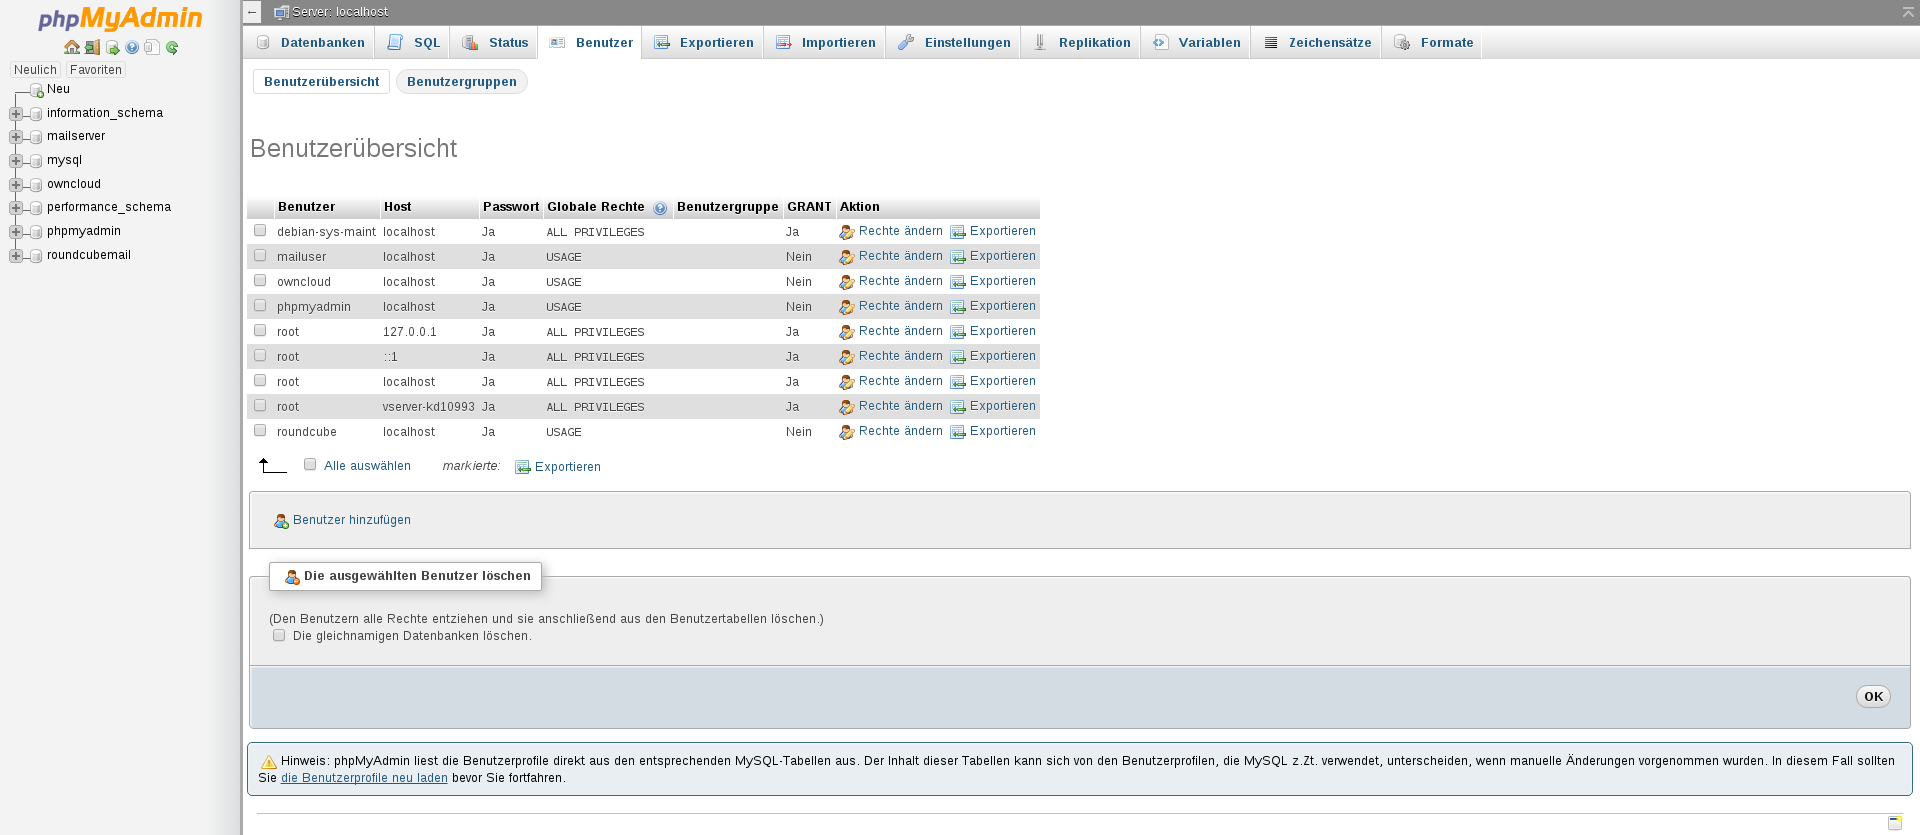 phpMyAdmin
Neulich Favoriten
Neu
information_schema
mailserver
mysql
owncloud
performance_schema
phpmyadmin
roundcubemail
← Server: localhost
Datenbanken SQL Status Benutzer Exportieren Importieren Einstellungen Replikation Variablen Zeichensätze Formate
Benutzerübersicht Benutzergruppen
Benutzerübersicht
Benutzer Host Passwort Globale Rechte Benutzergruppe GRANT Aktion
debian-sys-maint localhost Ja ALL PRIVILEGES Ja Rechte ändern Exportieren
mailuser localhost Ja USAGE Nein Rechte ändern Exportieren
owncloud localhost Ja USAGE Nein Rechte ändern Exportieren
phpmyadmin localhost Ja USAGE Nein Rechte ändern Exportieren
root 127.0.0.1 Ja ALL PRIVILEGES Ja Rechte ändern Exportieren
root ::1 Ja ALL PRIVILEGES Ja Rechte ändern Exportieren
root localhost Ja ALL PRIVILEGES Ja Rechte ändern Exportieren
root vserver-kd10993 Ja ALL PRIVILEGES Ja Rechte ändern Exportieren
roundcube localhost Ja USAGE Nein Rechte ändern Exportieren
Alle auswählen markierte: Exportieren
Benutzer hinzufügen
Die ausgewählten Benutzer löschen
(Den Benutzern alle Rechte entziehen und sie anschließend aus den Benutzertabellen löschen.)
Die gleichnamigen Datenbanken löschen.
OK
Hinweis: phpMyAdmin liest die Benutzerprofile direkt aus den entsprechenden MySQL-Tabellen aus. Der Inhalt dieser Tabellen kann sich von den Benutzerprofilen, die MySQL z.Zt. verwendet, unterscheiden, wenn manuelle Änderungen vorgenommen wurden. In diesem Fall sollten
Sie die Benutzerprofile neu laden bevor Sie fortfahren.